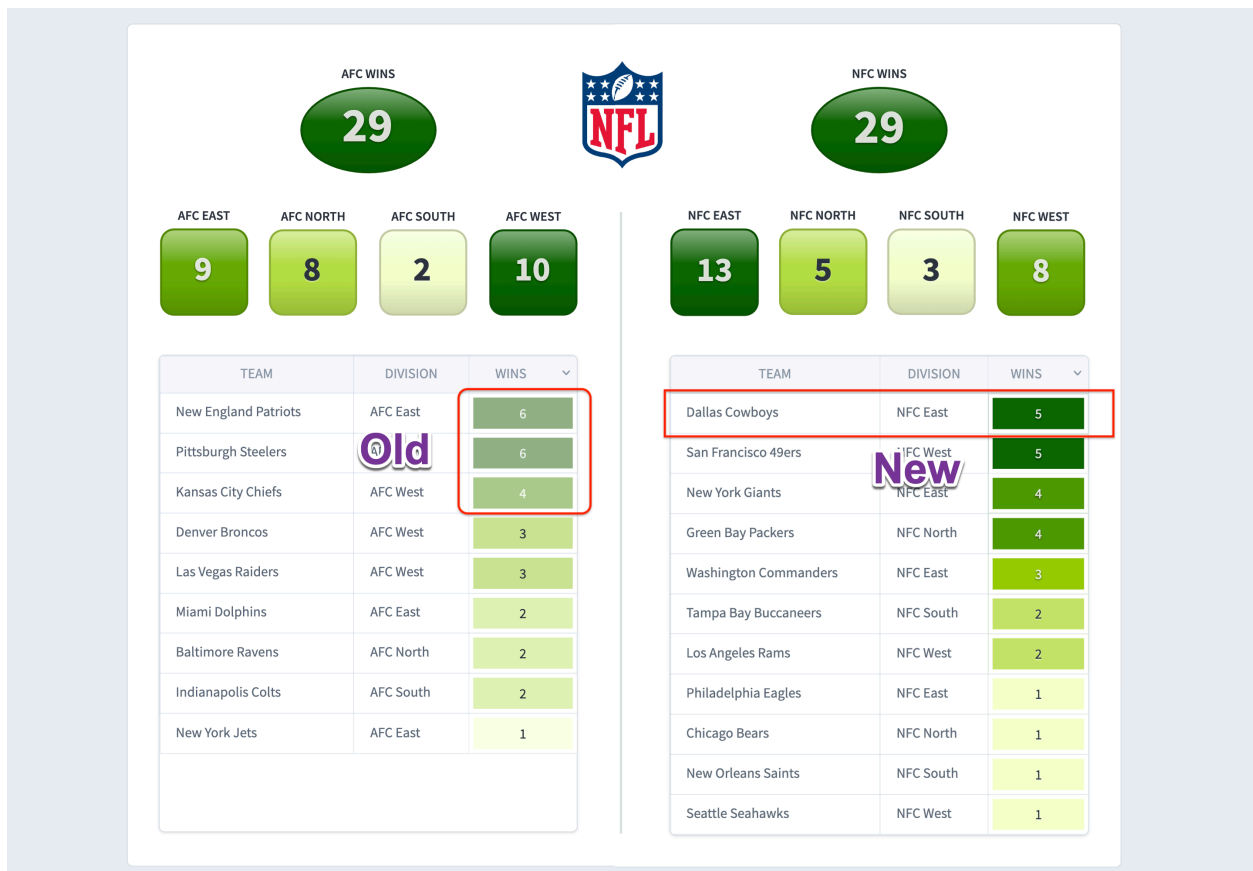 AFC WINS
29
NFL
NFC WINS
29
AFC EAST AFC NORTH AFC SOUTH AFC WEST
9 8 2 10
NFC EAST NFC NORTH NFC SOUTH NFC WEST
13 5 3 8
TEAM DIVISION WINS
New England Patriots AFC East 6
Pittsburgh Steelers 6
Kansas City Chiefs AFC West 4
Denver Broncos AFC West 3
Las Vegas Raiders AFC West 3
Miami Dolphins AFC East 2
Baltimore Ravens AFC North 2
Indianapolis Colts AFC South 2
New York Jets AFC East 1
Old
TEAM DIVISION WINS
Dallas Cowboys NFC East 5
San Francisco 49ers NFC West 5
New York Giants NFC East 4
Green Bay Packers NFC North 4
Washington Commanders NFC East 3
Tampa Bay Buccaneers NFC South 2
Los Angeles Rams NFC West 2
Philadelphia Eagles NFC East 1
Chicago Bears NFC North 1
New Orleans Saints NFC South 1
Seattle Seahawks NFC West 1
New